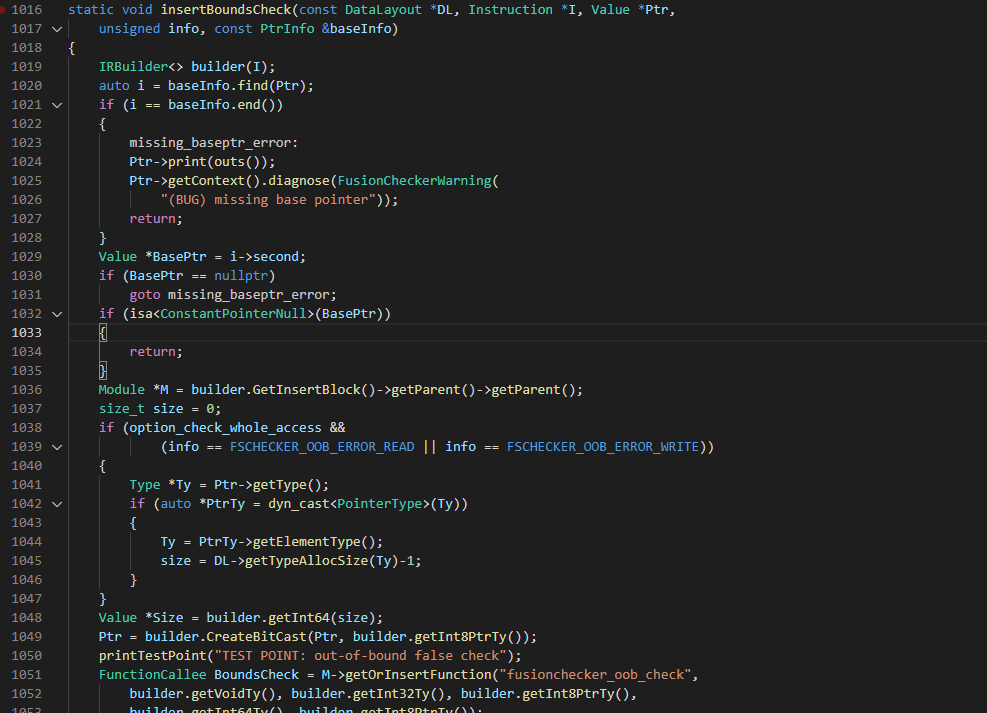 1016 static void insertBoundsCheck(const DataLayout *DL, Instruction *I, Value *Ptr,
1017 unsigned info, const PtrInfo &baseInfo)
1018 {
1019 IRBuilder<> builder(I);
1020 auto i = baseInfo.find(Ptr);
1021 if (i == baseInfo.end())
1022 {
1023 missing_baseptr_error:
1024 Ptr->print(outs());
1025 Ptr->getContext().diagnose(FusionCheckerWarning(
1026 "(BUG) missing base pointer"));
1027 return;
1028 }
1029 Value *BasePtr = i->second;
1030 if (BasePtr == nullptr)
1031 goto missing_baseptr_error;
1032 if (isa<ConstantPointerNull>(BasePtr))
1033 {
1034 return;
1035 }
1036 Module *M = builder.GetInsertBlock()->getParent()->getParent();
1037 size_t size = 0;
1038 if (option_check_whole_access &&
1039 (info == FSCHECKER_OOB_ERROR_READ || info == FSCHECKER_OOB_ERROR_WRITE))
1040 {
1041 Type *Ty = Ptr->getType();
1042 if (auto *PtrTy = dyn_cast<PointerType>(Ty))
1043 {
1044 Ty = PtrTy->getElementType();
1045 size = DL->getTypeAllocSize(Ty)-1;
1046 }
1047 }
1048 Value *Size = builder.getInt64(size);
1049 Ptr = builder.CreateBitCast(Ptr, builder.getInt8PtrTy());
1050 printTestPoint("TEST POINT: out-of-bound false check");
1051 FunctionCallee BoundsCheck = M->getOrInsertFunction("fusionchecker_oob_check",
1052 builder.getVoidTy(), builder.getInt32Ty(), builder.getInt8PtrTy(),
1053 builder.getInt64Ty(), builder.getInt8PtrTy());